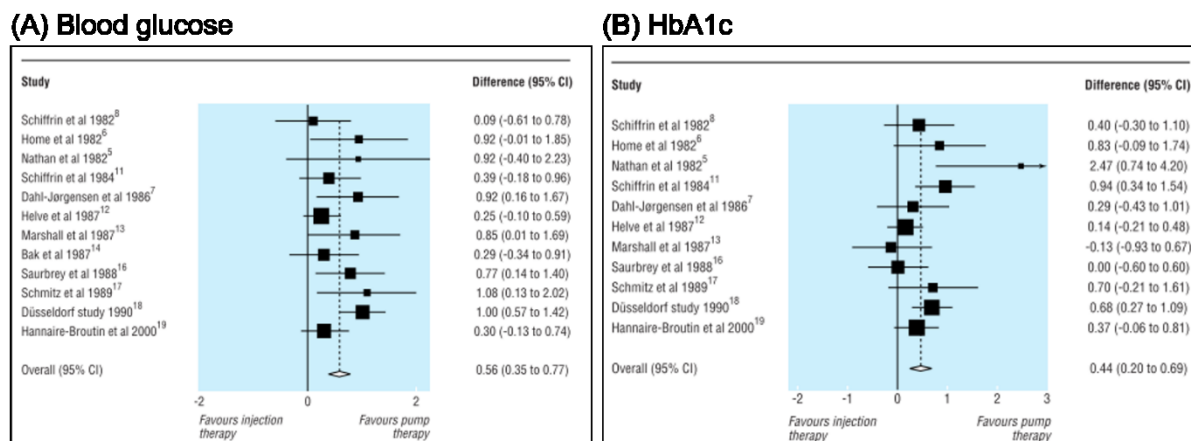 (A) Blood glucose
Study Difference (95% CI)
Schiffrin et al 1982⁸ 0.09 (-0.61 to 0.78)
Home et al 1982⁶ 0.92 (-0.01 to 1.85)
Nathan et al 1982⁵ 0.92 (-0.40 to 2.23)
Schiffrin et al 1984¹¹ 0.39 (-0.18 to 0.96)
Dahl-Jørgensen et al 1986⁷ 0.92 (0.16 to 1.67)
Helve et al 1987¹² 0.25 (-0.10 to 0.59)
Marshall et al 1987¹³ 0.85 (0.01 to 1.69)
Bak et al 1987¹⁴ 0.29 (-0.34 to 0.91)
Saurbrey et al 1988¹⁶ 0.77 (0.14 to 1.40)
Schmitz et al 1989¹⁷ 1.08 (0.13 to 2.02)
Düsseldorf study 1990¹⁸ 1.00 (0.57 to 1.42)
Hannaire-Broutin et al 2000¹⁹ 0.30 (-0.13 to 0.74)
Overall (95% CI) 0.56 (0.35 to 0.77)
-2 0 2
Favours injection Favours pump
therapy therapy
(B) HbA1c
Study Difference (95% CI)
Schiffrin et al 1982⁸ 0.40 (-0.30 to 1.10)
Home et al 1982⁶ 0.83 (-0.09 to 1.74)
Nathan et al 1982⁵ 2.47 (0.74 to 4.20)
Schiffrin et al 1984¹¹ 0.94 (0.34 to 1.54)
Dahl-Jørgensen et al 1986⁷ 0.29 (-0.43 to 1.01)
Helve et al 1987¹² 0.14 (-0.21 to 0.48)
Marshall et al 1987¹³ -0.13 (-0.93 to 0.67)
Saurbrey et al 1988¹⁶ 0.00 (-0.60 to 0.60)
Schmitz et al 1989¹⁷ 0.70 (-0.21 to 1.61)
Düsseldorf study 1990¹⁸ 0.68 (0.27 to 1.09)
Hannaire-Broutin et al 2000¹⁹ 0.37 (-0.06 to 0.81)
Overall (95% CI) 0.44 (0.20 to 0.69)
-2 -1 0 1 2 3
Favours injection Favours pump
therapy therapy